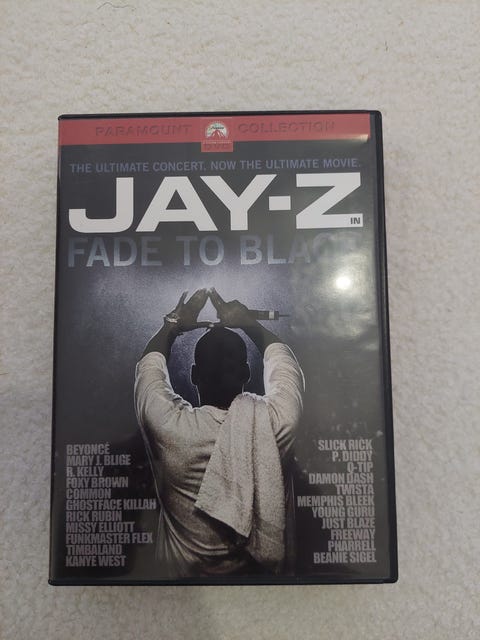 PARAMOUNT COLLECTION
THE ULTIMATE CONCERT. NOW THE ULTIMATE MOVIE.
JAY-Z
IN
FADE TO BLACK
BEYONCÉ
MARY J. BLIGE
R. KELLY
FOXY BROWN
COMMON
GHOSTFACE KILLAH
RICK RUBIN
MISSY ELLIOTT
FUNKMASTER FLEX
TIMBALAND
KANYE WEST
SLICK RICK
P. DIDDY
Q-TIP
DAMON DASH
TWISTA
MEMPHIS BLEEK
YOUNG GURU
JUST BLAZE
FREEWAY
PHARRELL
BEANIE SIGEL